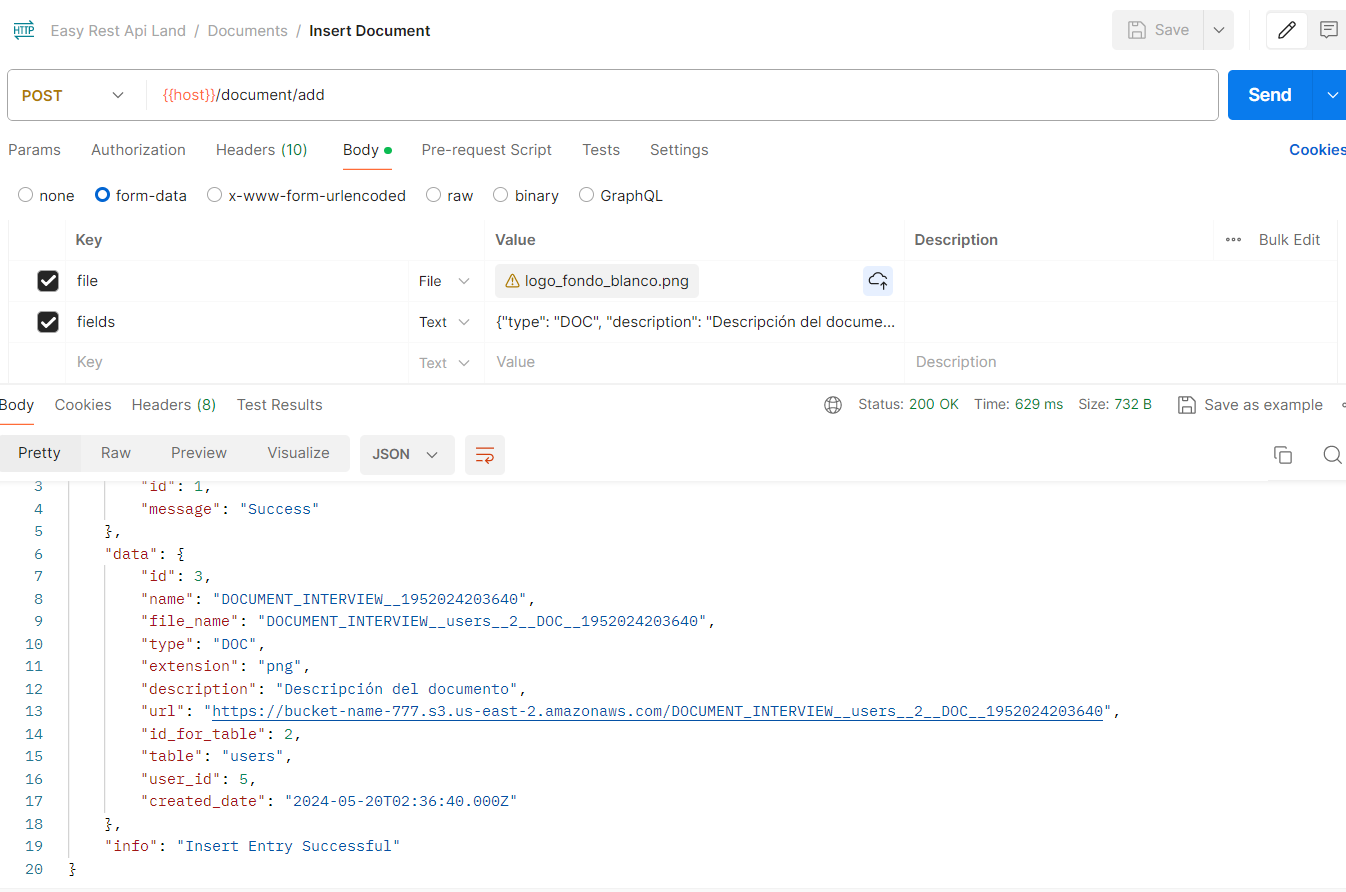 HTTP Easy Rest Api Land / Documents / Insert Document Save
POST {{host}}/document/add Send
Params Authorization Headers (10) Body Pre-request Script Tests Settings Cookies
none form-data x-www-form-urlencoded raw binary GraphQL
Key Value Description Bulk Edit
file File logo_fondo_blanco.png
fields Text {"type": "DOC", "description": "Descripción del docume...
Key Text Value Description
Body Cookies Headers (8) Test Results Status: 200 OK Time: 629 ms Size: 732 B Save as example
Pretty Raw Preview Visualize JSON
3 "id": 1,
4 "message": "Success"
5 },
6 "data": {
7 "id": 3,
8 "name": "DOCUMENT_INTERVIEW__1952024203640",
9 "file_name": "DOCUMENT_INTERVIEW__users__2__DOC__1952024203640",
10 "type": "DOC",
11 "extension": "png",
12 "description": "Descripción del documento",
13 "url": "https://bucket-name-777.s3.us-east-2.amazonaws.com/DOCUMENT_INTERVIEW__users__2__DOC__1952024203640",
14 "id_for_table": 2,
15 "table": "users",
16 "user_id": 5,
17 "created_date": "2024-05-20T02:36:40.000Z"
18 },
19 "info": "Insert Entry Successful"
20 }